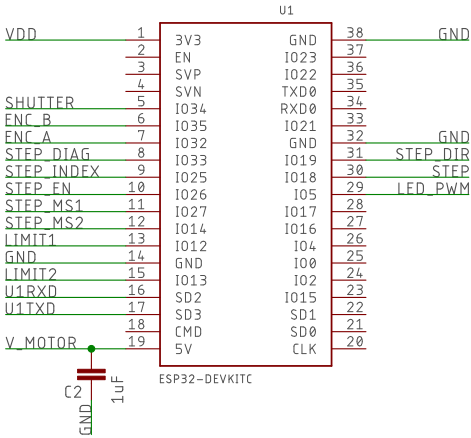 U1
VDD 1 3V3 GND 38 GND
2 EN IO23 37
3 SVP IO22 36
4 SVN TXD0 35
SHUTTER 5 IO34 RXD0 34
ENC_B 6 IO35 IO21 33
ENC_A 7 IO32 GND 32 GND
STEP_DIAG 8 IO33 IO19 31 STEP_DIR
STEP_INDEX 9 IO25 IO18 30 STEP
STEP_EN 10 IO26 IO5 29 LED_PWM
STEP_MS1 11 IO27 IO17 28
STEP_MS2 12 IO14 IO16 27
LIMIT1 13 IO12 IO4 26
GND 14 GND IO0 25
LIMIT2 15 IO13 IO2 24
U1RXD 16 SD2 IO15 23
U1TXD 17 SD3 SD1 22
18 CMD SD0 21
V_MOTOR 19 5V CLK 20
ESP32-DEVKITC
C2 1uF
GND